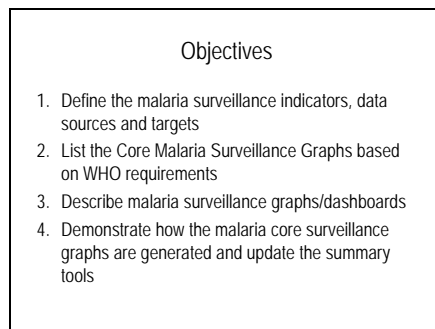 Objectives
1. Define the malaria surveillance indicators, data
sources and targets
2. List the Core Malaria Surveillance Graphs based
on WHO requirements
3. Describe malaria surveillance graphs/dashboards
4. Demonstrate how the malaria core surveillance
graphs are generated and update the summary
tools